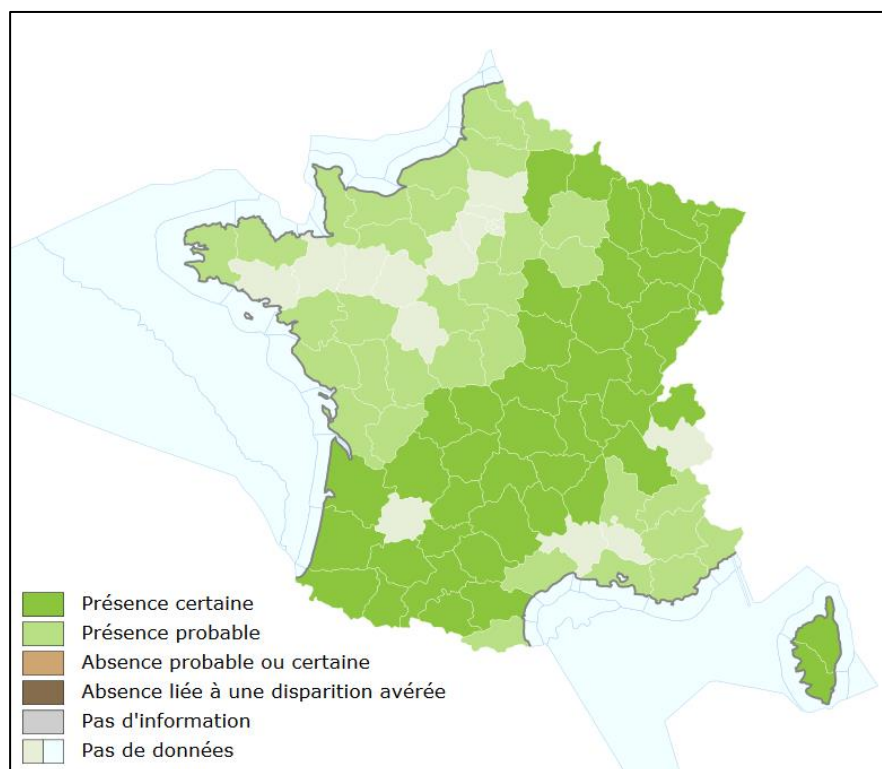 Présence certaine
Présence probable
Absence probable ou certaine
Absence liée à une disparition avérée
Pas d'information
Pas de données